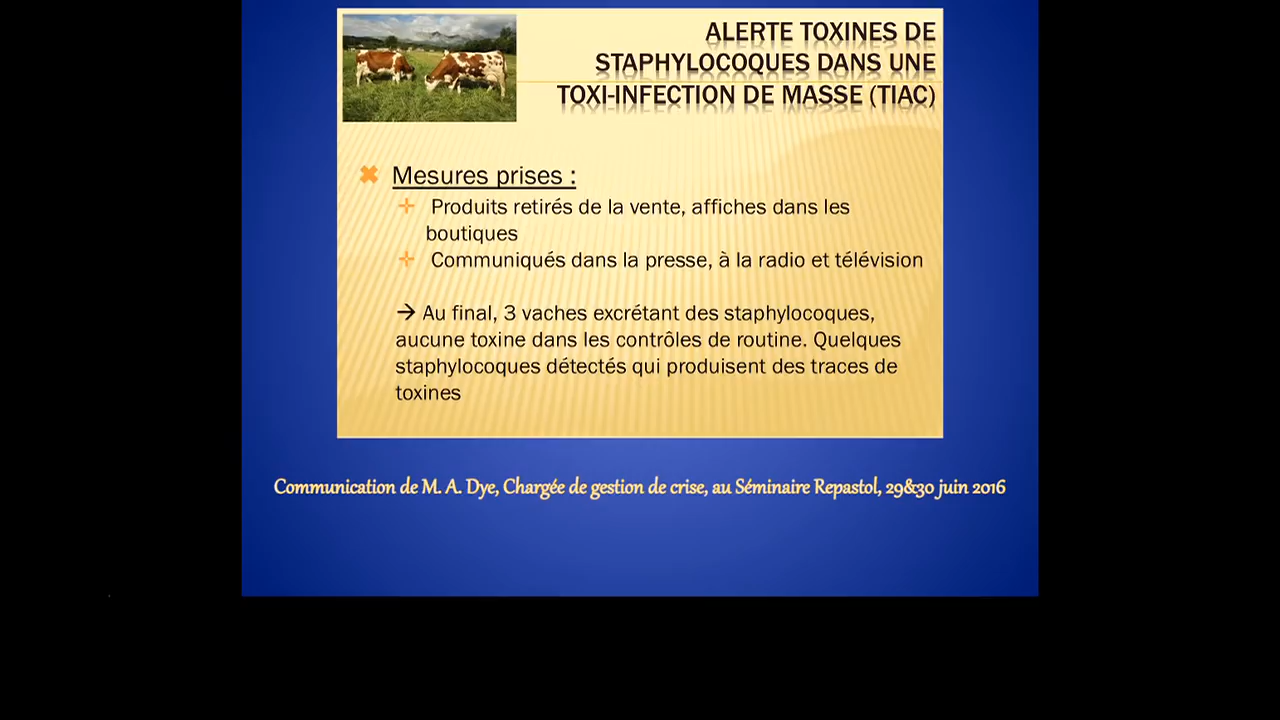 ALERTE TOXINES DE
STAPHYLOCOQUES DANS UNE
TOXI-INFECTION DE MASSE (TIAC)
Mesures prises :
Produits retirés de la vente, affiches dans les
boutiques
Communiqués dans la presse, à la radio et télévision
→ Au final, 3 vaches excrétant des staphylocoques,
aucune toxine dans les contrôles de routine. Quelques
staphylocoques détectés qui produisent des traces de
toxines
Communication de M. A. Dye, Chargée de gestion de crise, au Séminaire Repastol, 29&30 juin 2016